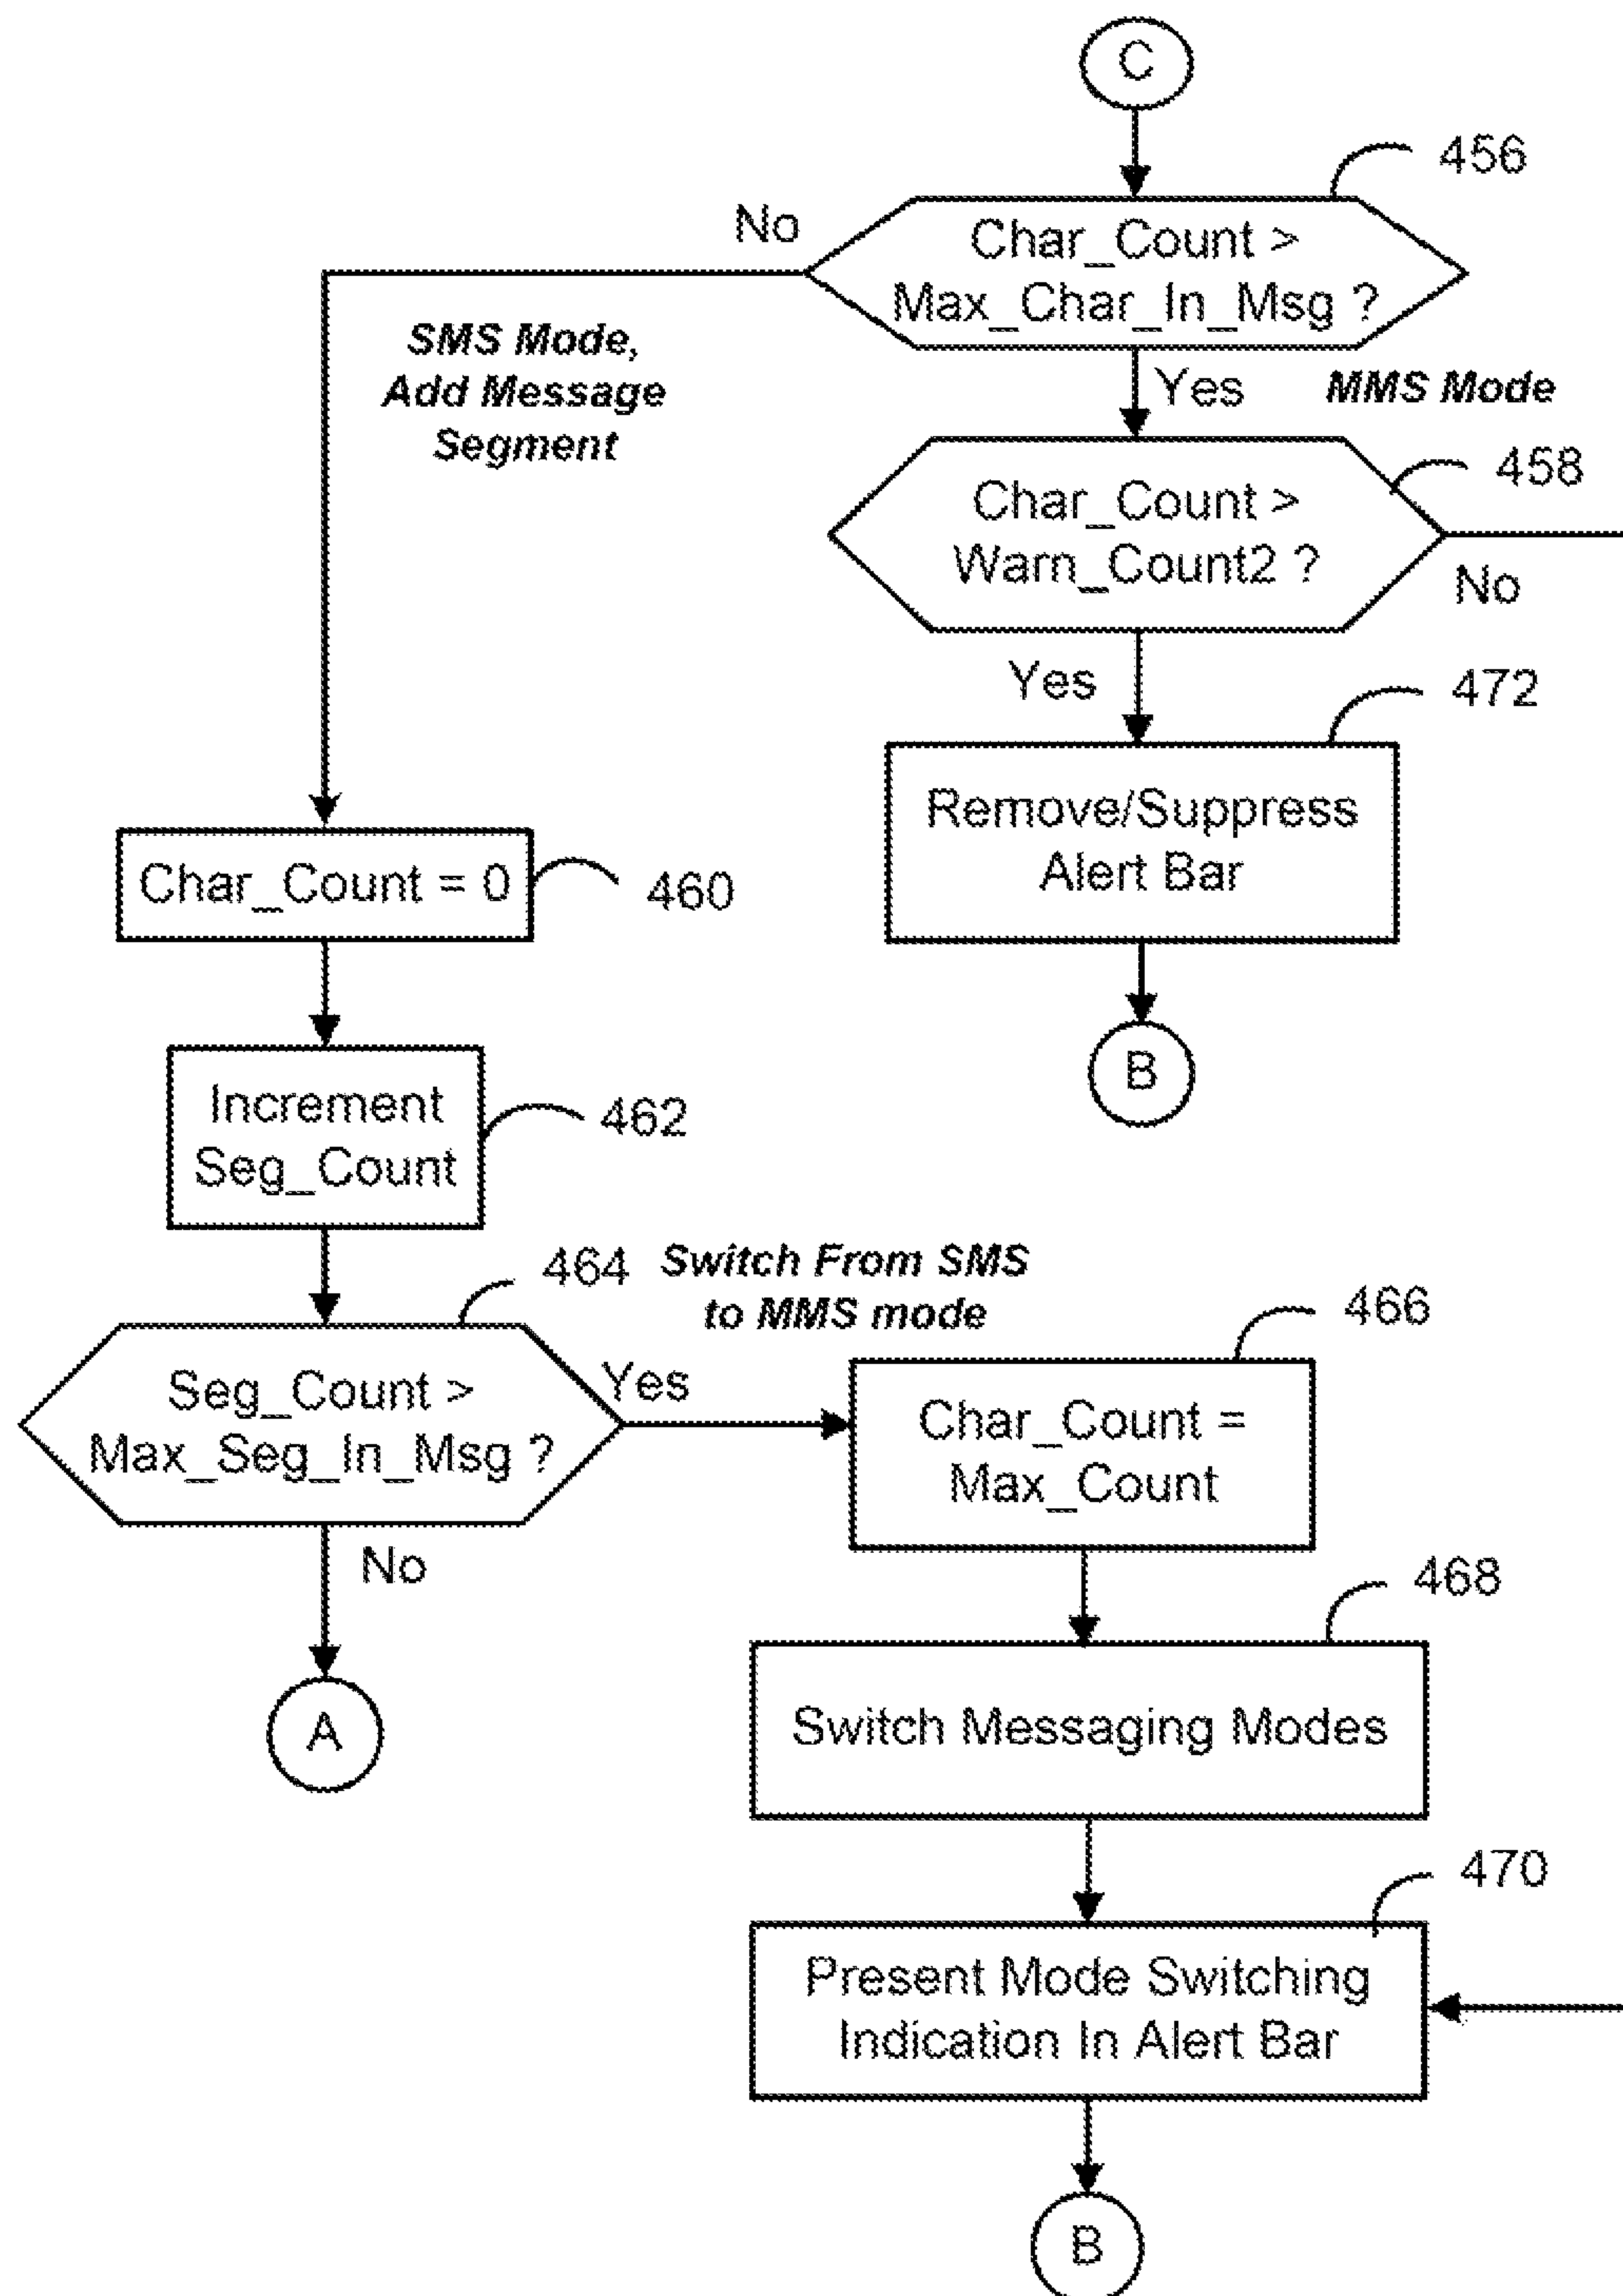 C
456
No
Char_Count >
Max_Char_In_Msg ?
SMS Mode,
Add Message
Segment
Yes
MMS Mode
458
Char_Count >
Warn_Count2 ?
No
Yes
472
Remove/Suppress
Alert Bar
Char_Count = 0
460
B
Increment
Seg_Count
462
464
Switch From SMS
to MMS mode
466
Seg_Count >
Max_Seg_In_Msg ?
Yes
Char_Count =
Max_Count
No
468
A
Switch Messaging Modes
470
Present Mode Switching
Indication In Alert Bar
B